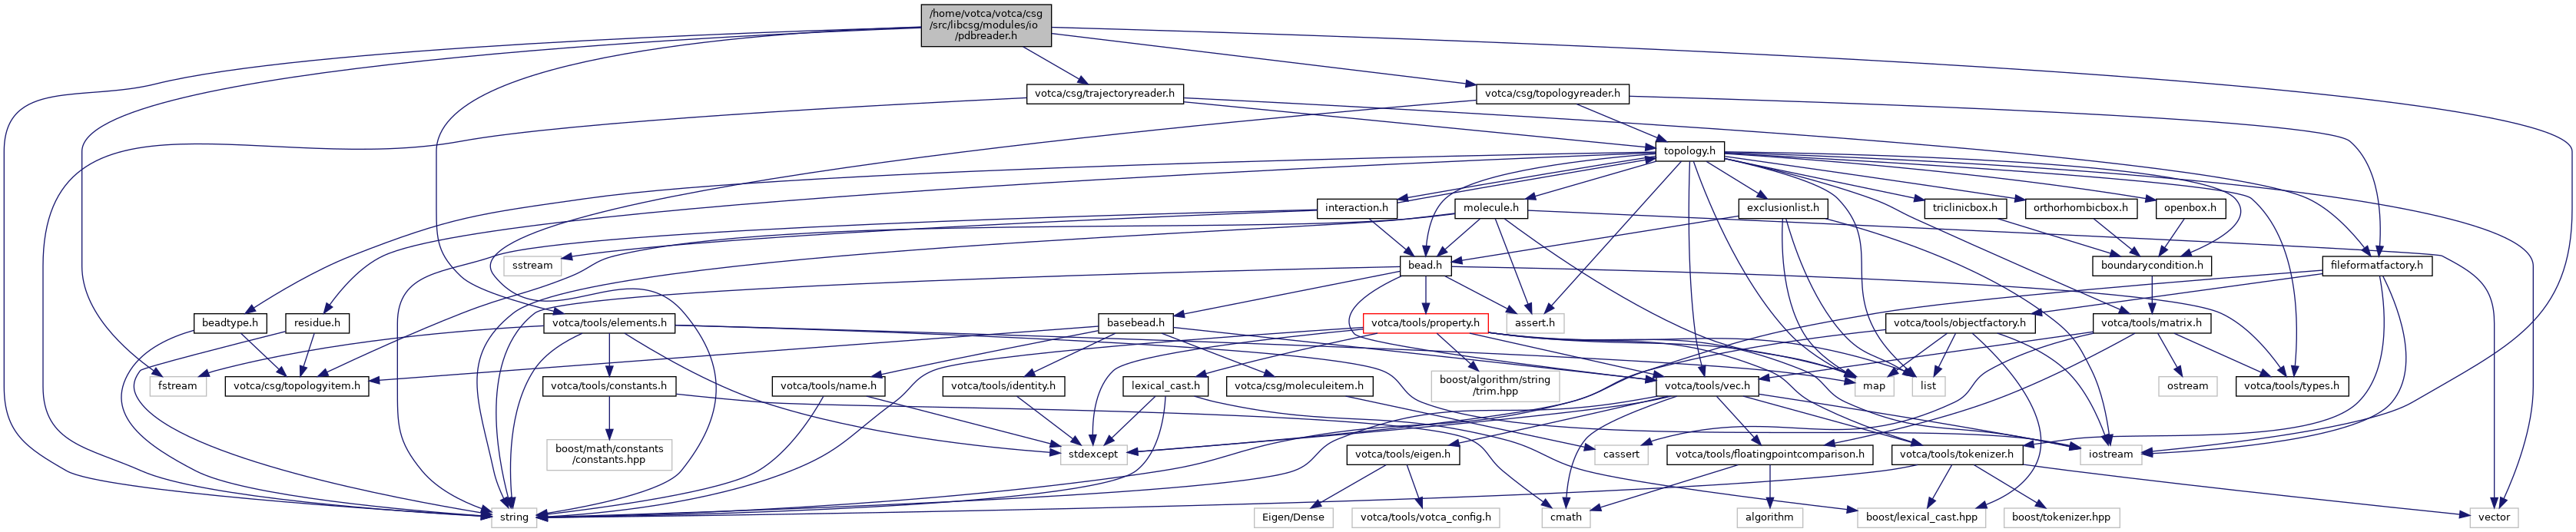 /home/votca/votca/csg
/src/libcsg/modules/io
/pdbreader.h
votca/csg/trajectoryreader.h
votca/csg/topologyreader.h
topology.h
interaction.h
molecule.h
exclusionlist.h
triclinicbox.h
orthorhombicbox.h
openbox.h
sstream
bead.h
boundarycondition.h
fileformatfactory.h
beadtype.h
residue.h
votca/tools/elements.h
basebead.h
votca/tools/property.h
assert.h
votca/tools/objectfactory.h
votca/tools/matrix.h
fstream
votca/csg/topologyitem.h
votca/tools/constants.h
votca/tools/name.h
votca/tools/identity.h
lexical_cast.h
votca/csg/moleculeitem.h
boost/algorithm/string
/trim.hpp
votca/tools/vec.h
map
list
ostream
votca/tools/types.h
boost/math/constants
/constants.hpp
stdexcept
votca/tools/eigen.h
cassert
votca/tools/floatingpointcomparison.h
votca/tools/tokenizer.h
iostream
string
Eigen/Dense
votca/tools/votca_config.h
cmath
algorithm
boost/lexical_cast.hpp
boost/tokenizer.hpp
vector